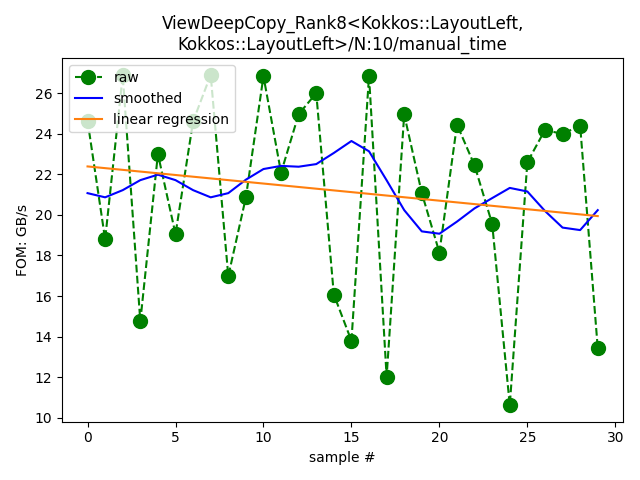 ViewDeepCopy_Rank8<Kokkos::LayoutLeft,
Kokkos::LayoutLeft>/N:10/manual_time
raw
smoothed
linear regression
FOM: GB/s
26
24
22
20
18
16
14
12
10
0
5
10
15
20
25
30
sample #